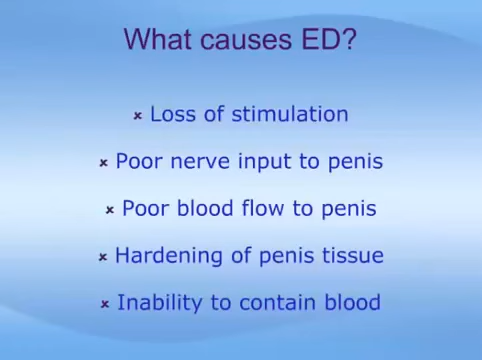 What causes ED?
× Loss of stimulation
× Poor nerve input to penis
× Poor blood flow to penis
× Hardening of penis tissue
× Inability to contain blood